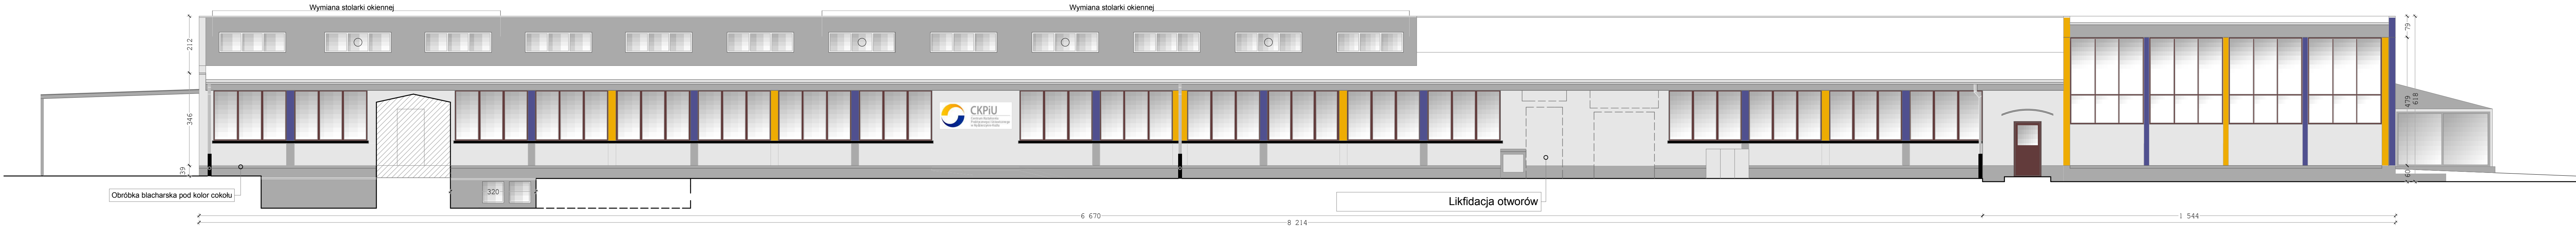 Wymiana stolarki okiennej
Wymiana stolarki okiennej
212
346
39
79
479
618
60
CKPiU
320
Obróbka blacharska pod kolor cokołu
Likfidacja otworów
6 670
1 544
8 214